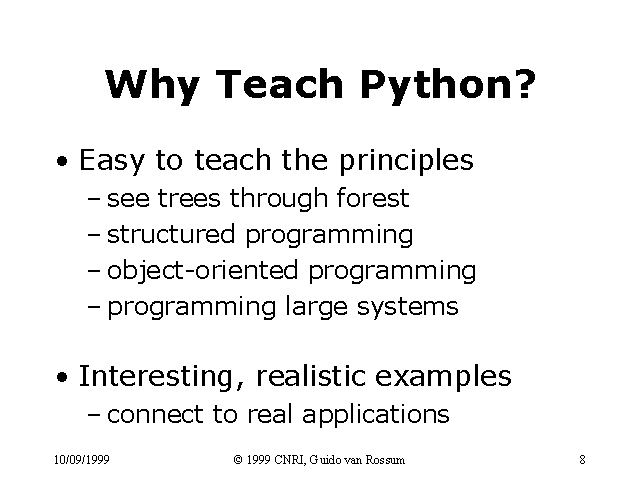 Why Teach Python?
• Easy to teach the principles
– see trees through forest
– structured programming
– object-oriented programming
– programming large systems
• Interesting, realistic examples
– connect to real applications
10/09/1999 © 1999 CNRI, Guido van Rossum 8